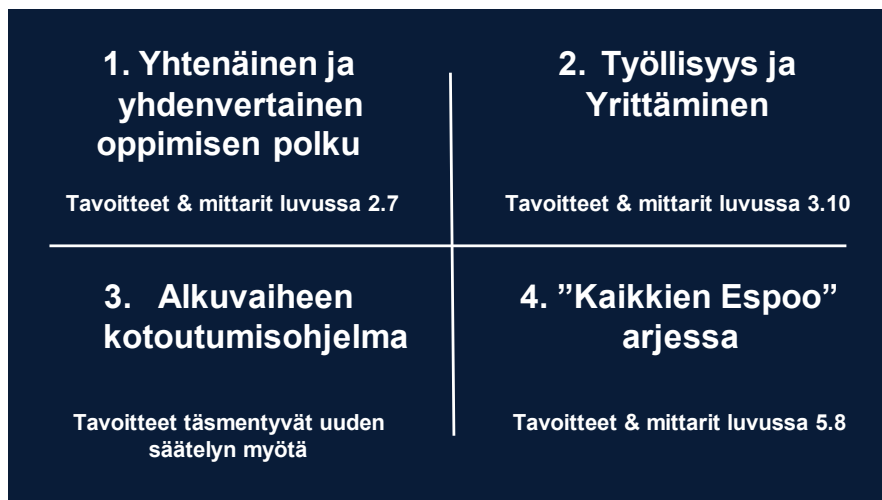 1. Yhtenäinen ja
yhdenvertainen
oppimisen polku
Tavoitteet & mittarit luvussa 2.7
2. Työllisyys ja
Yrittäminen
Tavoitteet & mittarit luvussa 3.10
3. Alkuvaiheen
kotoutumisohjelma
Tavoitteet täsmentyvät uuden
säätelyn myötä
4. ”Kaikkien Espoo”
arjessa
Tavoitteet & mittarit luvussa 5.8